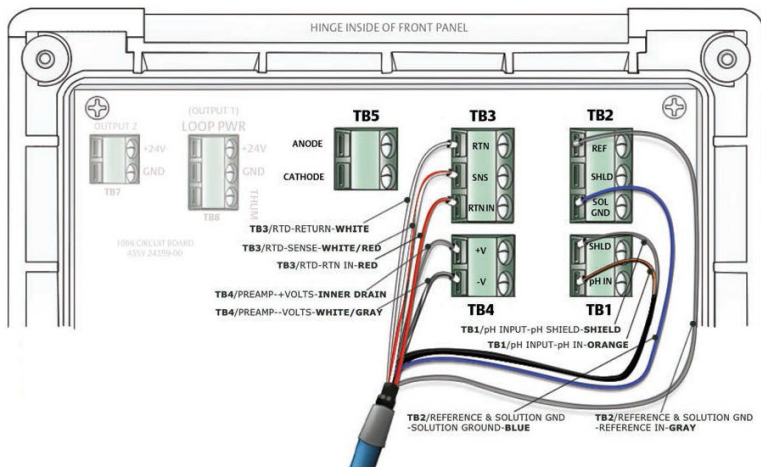 HINGE INSIDE OF FRONT PANEL
OUTPUT 2
+24V
GND
TB7
(OUTPUT 1)
LOOP PWR
+24V
GND
THUM
TB8
1066 CIRCUIT BOARD
ASSY 24399-00
TB5
ANODE
CATHODE
TB3
RTN
SNS
RTN IN
TB2
REF
SHLD
SOL
GND
TB3/RTD-RETURN-WHITE
TB3/RTD-SENSE-WHITE/RED
TB3/RTD-RTN IN-RED
TB4/PREAMP-+VOLTS-INNER DRAIN
TB4/PREAMP--VOLTS-WHITE/GRAY
+V
-V
TB4
SHLD
pH IN
TB1
TB1/pH INPUT-pH SHIELD-SHIELD
TB1/pH INPUT-pH IN-ORANGE
TB2/REFERENCE & SOLUTION GND
-SOLUTION GROUND-BLUE
TB2/REFERENCE & SOLUTION GND
-REFERENCE IN-GRAY